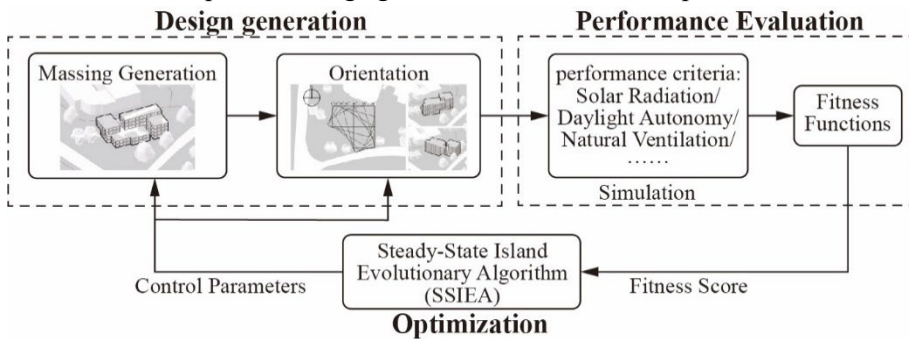 Design generation
Performance Evaluation
Massing Generation
Orientation
performance criteria:
Solar Radiation/
Daylight Autonomy/
Natural Ventilation/
……
Simulation
Fitness
Functions
Steady-State Island
Evolutionary Algorithm
(SSIEA)
Control Parameters
Fitness Score
Optimization